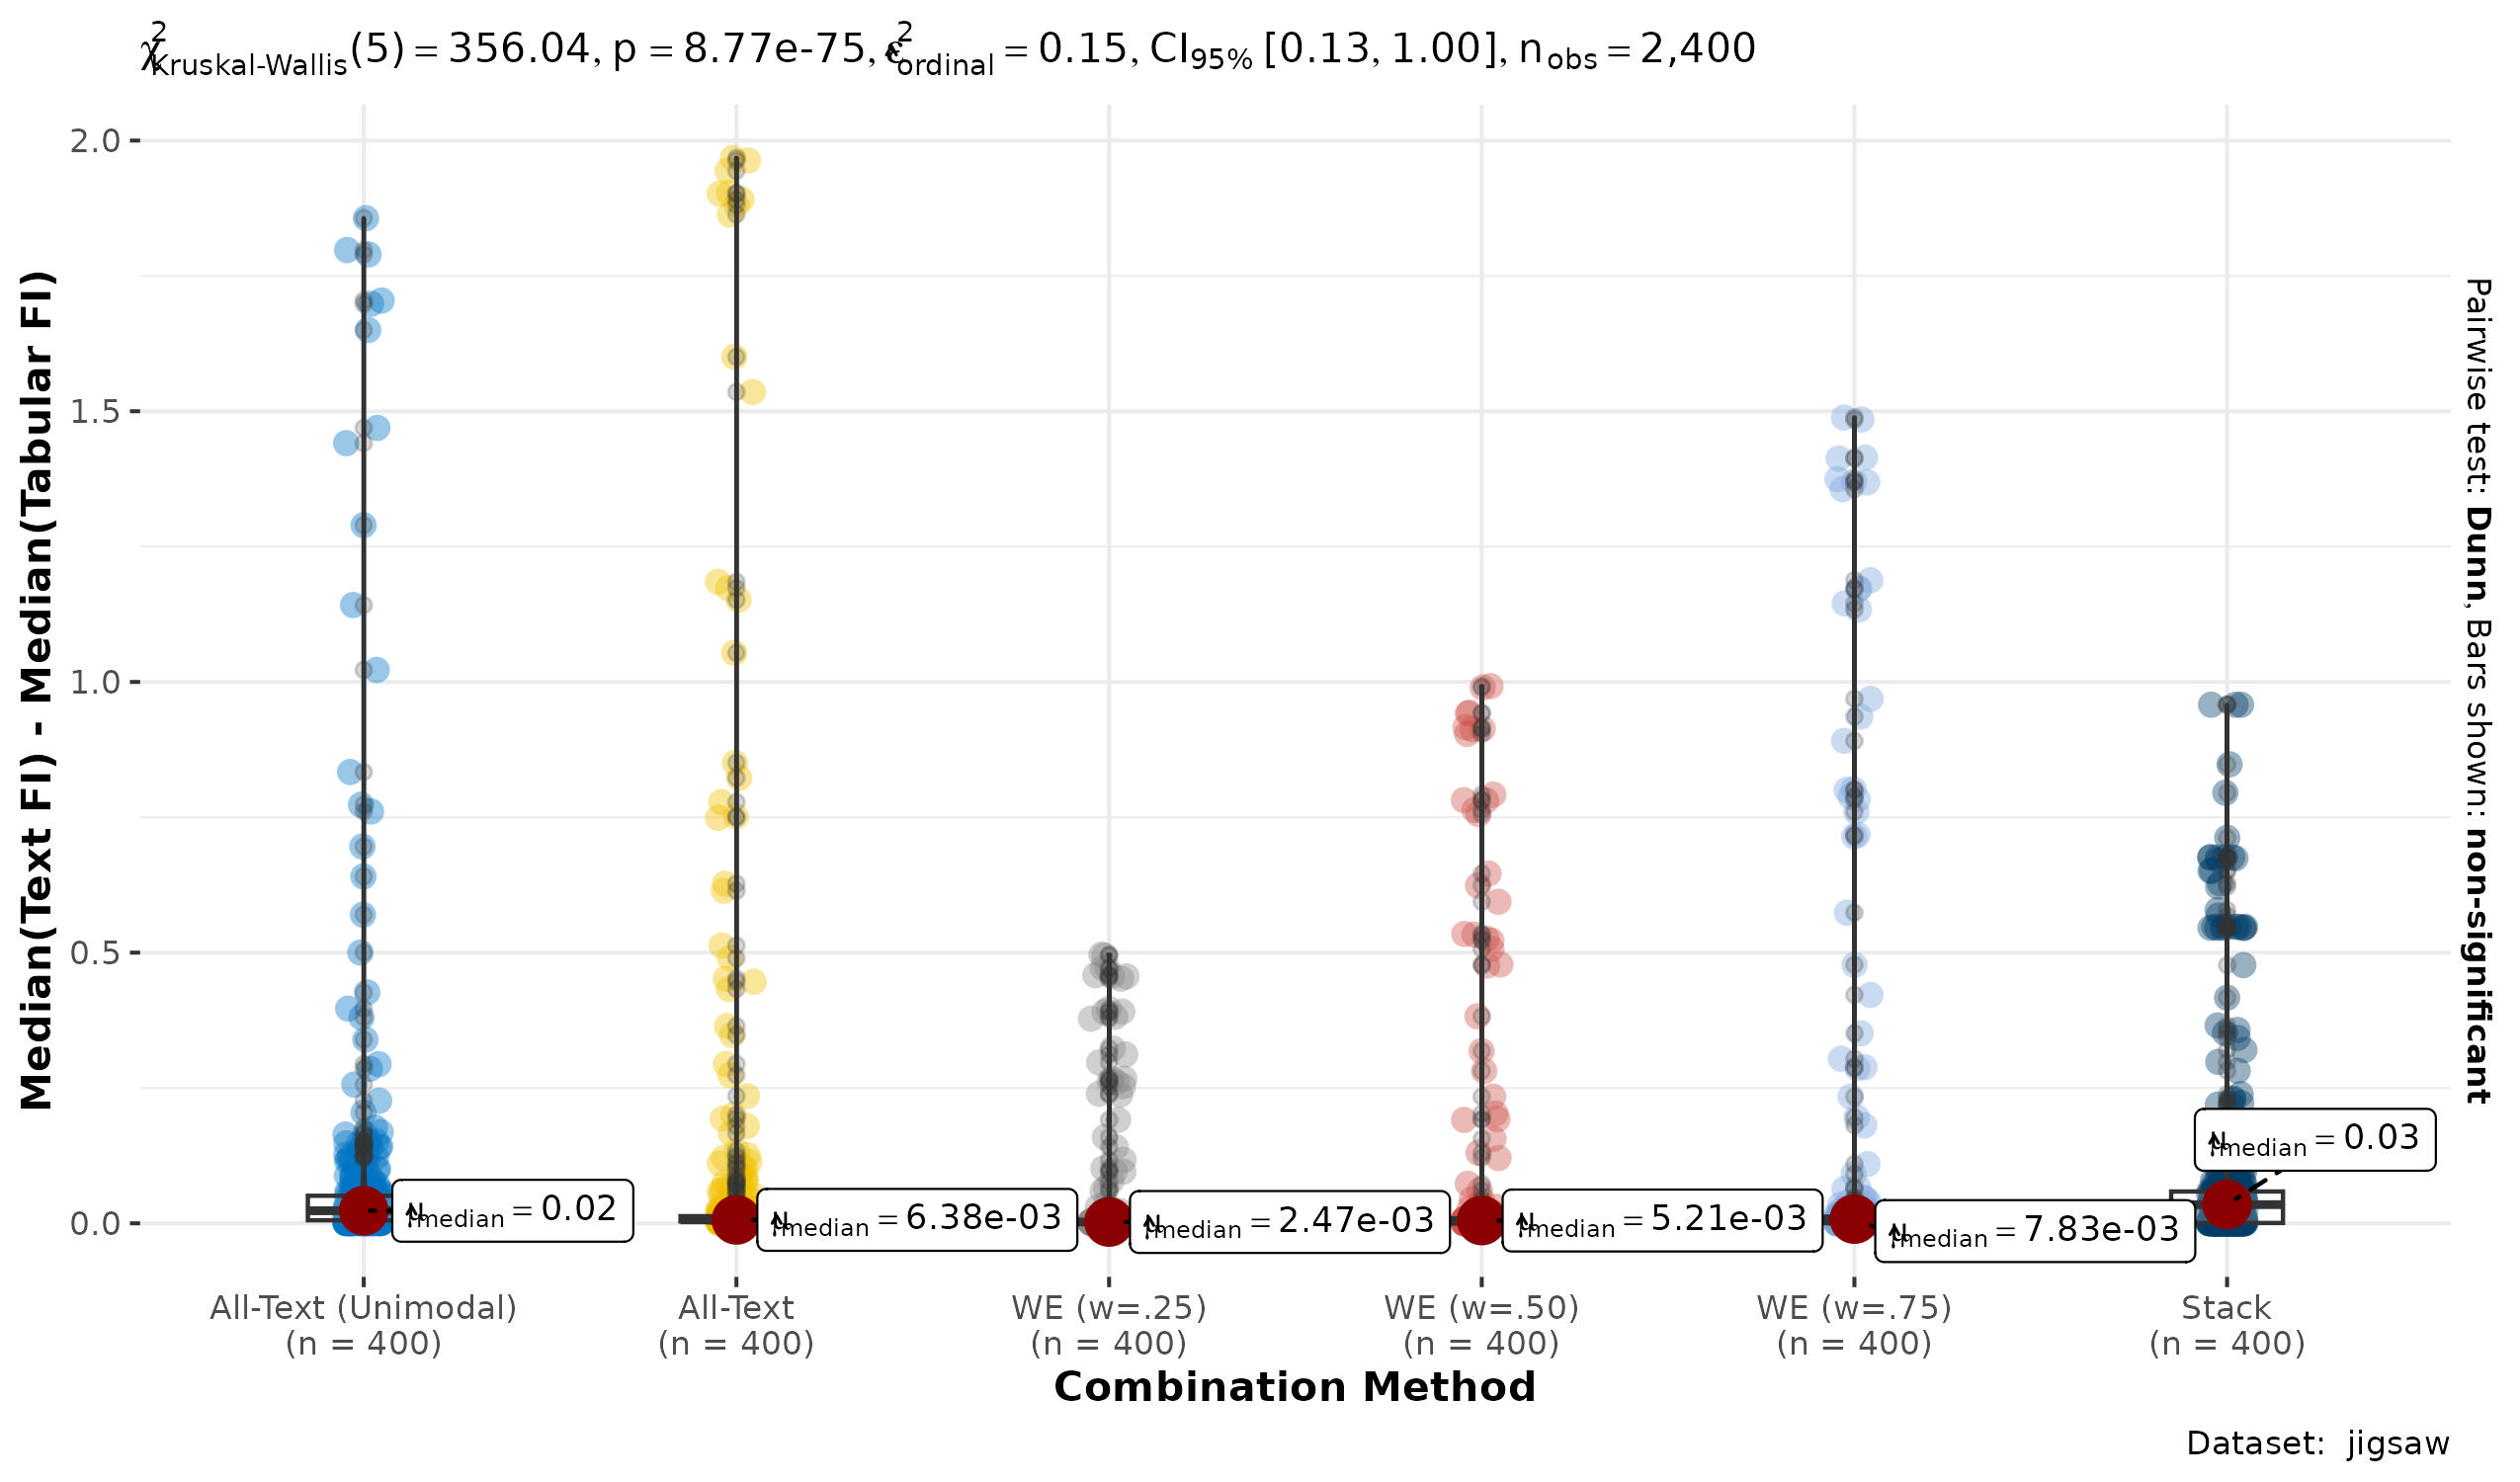 χ²Kruskal-Wallis(5) = 356.04, p = 8.77e-75, ε²ordinal = 0.15, CI95% [0.13, 1.00], nobs = 2,400
Median(Text FI) - Median(Tabular FI)
2.0
1.5
1.0
0.5
0.0
μ̂median = 0.02
μ̂median = 6.38e-03
μ̂median = 2.47e-03
μ̂median = 5.21e-03
μ̂median = 7.83e-03
μ̂median = 0.03
Pairwise test: Dunn, Bars shown: non-significant
All-Text (Unimodal)
(n = 400)
All-Text
(n = 400)
WE (w=.25)
(n = 400)
WE (w=.50)
(n = 400)
WE (w=.75)
(n = 400)
Stack
(n = 400)
Combination Method
Dataset: jigsaw